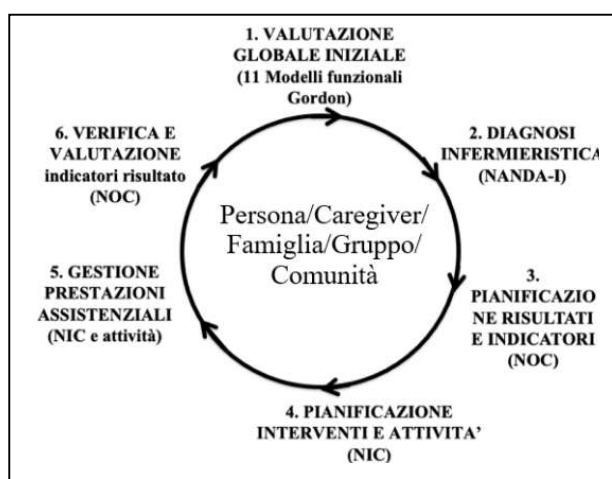 1. VALUTAZIONE
GLOBALE INIZIALE
(11 Modelli funzionali
Gordon)
2. DIAGNOSI
INFERMIERISTICA
(NANDA-I)
3.
PIANIFICAZIO
NE RISULTATI
E INDICATORI
(NOC)
4. PIANIFICAZIONE
INTERVENTI E ATTIVITA’
(NIC)
5. GESTIONE
PRESTAZIONI
ASSISTENZIALI
(NIC e attività)
6. VERIFICA E
VALUTAZIONE
indicatori risultato
(NOC)
Persona/Caregiver/
Famiglia/Gruppo/
Comunità